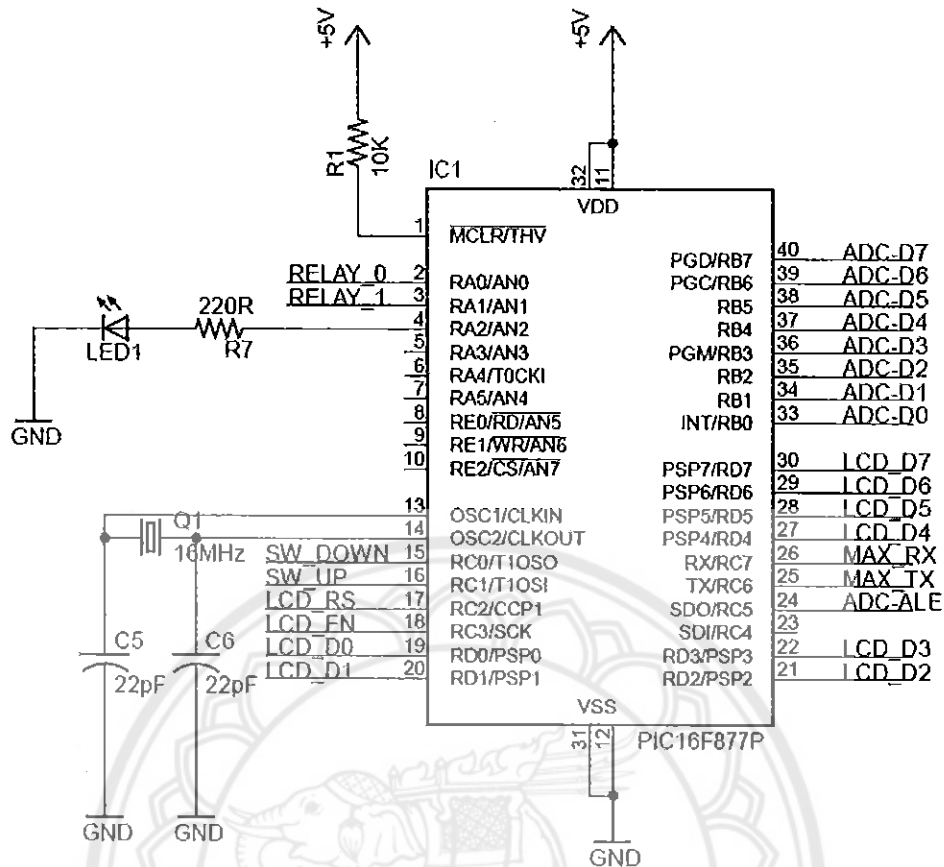 +5V
+5V
R1
10K
IC1
32
11
VDD
1
MCLR/THV
RELAY_0
2
RA0/AN0
RELAY_1
3
RA1/AN1
220R
R7
LED1
4
RA2/AN2
5
RA3/AN3
6
RA4/T0CKI
7
RA5/AN4
8
RE0/RD/AN5
9
RE1/WR/AN6
10
RE2/CS/AN7
GND
13
OSC1/CLKIN
14
OSC2/CLKOUT
Q1
16MHz
SW_DOWN
15
RC0/T1OSO
SW_UP
16
RC1/T1OSI
LCD_RS
17
RC2/CCP1
LCD_EN
18
RC3/SCK
LCD_D0
19
RD0/PSP0
LCD_D1
20
RD1/PSP1
C5
22pF
C6
22pF
GND
GND
PGD/RB7
40
ADC-D7
PGC/RB6
39
ADC-D6
RB5
38
ADC-D5
RB4
37
ADC-D4
PGM/RB3
36
ADC-D3
RB2
35
ADC-D2
RB1
34
ADC-D1
INT/RB0
33
ADC-D0
PSP7/RD7
30
LCD_D7
PSP6/RD6
29
LCD_D6
PSP5/RD5
28
LCD_D5
PSP4/RD4
27
LCD_D4
RX/RC7
26
MAX_RX
TX/RC6
25
MAX_TX
SDO/RC5
24
ADC-ALE
SDI/RC4
23
RD3/PSP3
22
LCD_D3
RD2/PSP2
21
LCD_D2
VSS
31
12
PIC16F877P
GND